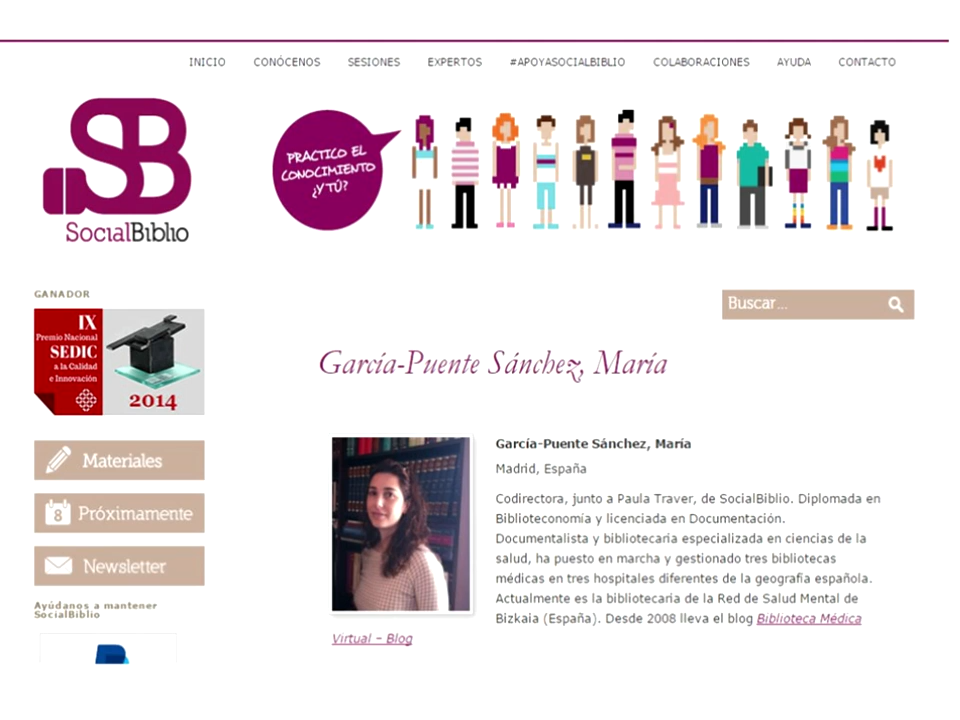 INICIO CONÓCENOS SESIONES EXPERTOS #APOYASOCIALBIBLIO COLABORACIONES AYUDA CONTACTO
SB
SocialBiblio
PRACTICO EL
CONOCIMIENTO
¿Y TÚ?
GANADOR
IX
Premio Nacional
SEDIC
a la Calidad
e Innovación
2014
Buscar...
Materiales
8 Próximamente
Newsletter
Ayúdanos a mantener
SocialBiblio
García-Puente Sánchez, María
García-Puente Sánchez, María
Madrid, España
Codirectora, junto a Paula Traver, de SocialBiblio. Diplomada en
Biblioteconomía y licenciada en Documentación.
Documentalista y bibliotecaria especializada en ciencias de la
salud, ha puesto en marcha y gestionado tres bibliotecas
médicas en tres hospitales diferentes de la geografía española.
Actualmente es la bibliotecaria de la Red de Salud Mental de
Bizkaia (España). Desde 2008 lleva el blog Biblioteca Médica
Virtual – Blog